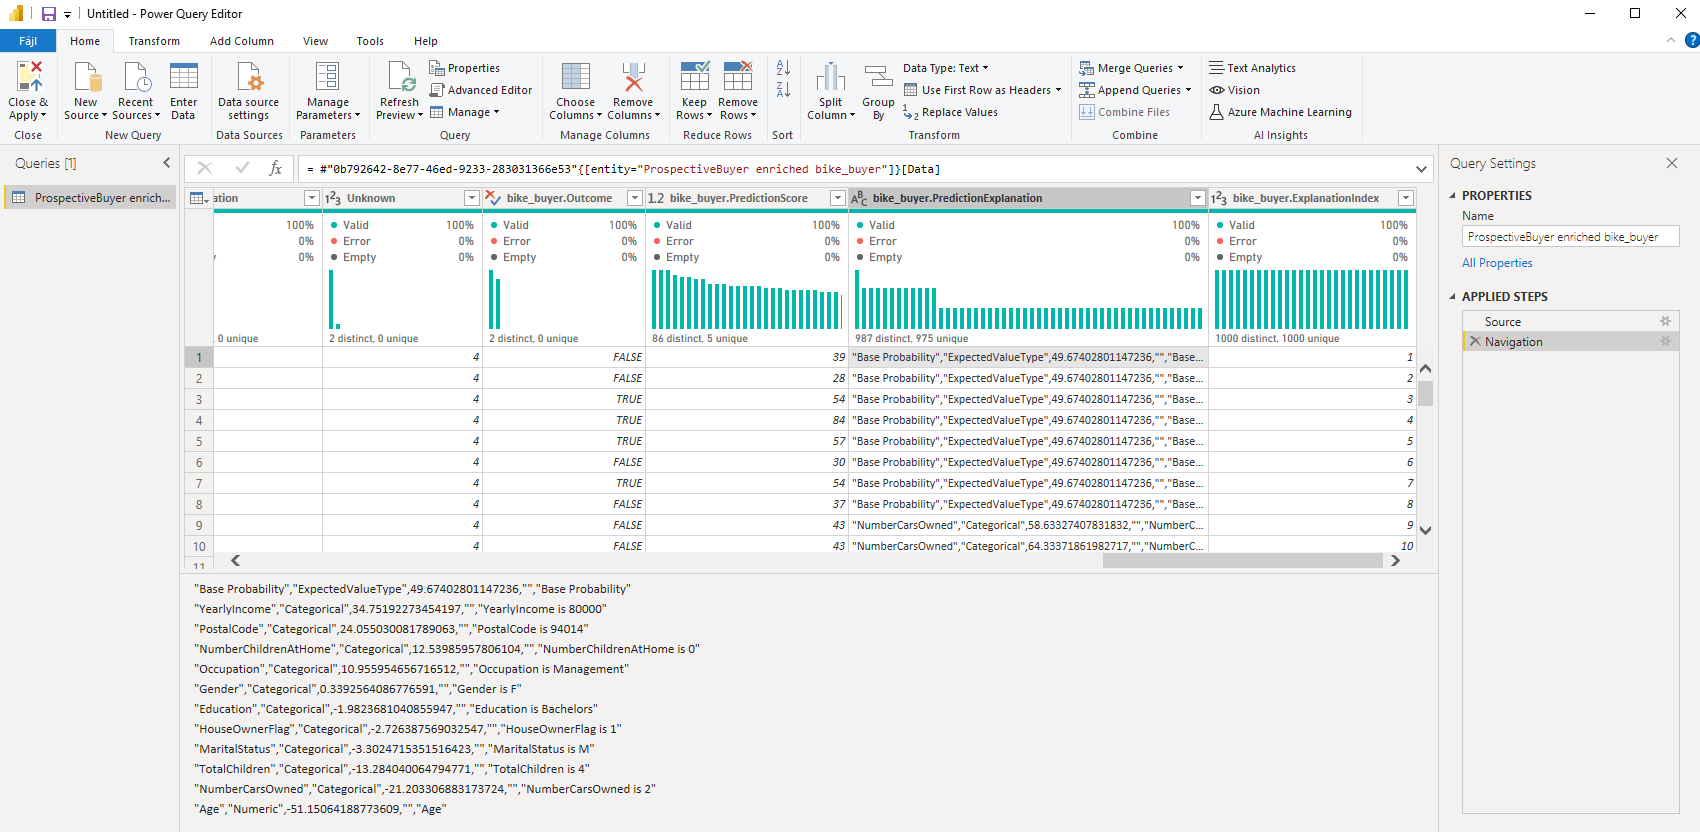 Untitled - Power Query Editor
Fájl Home Transform Add Column View Tools Help
Close & Apply
Close
New Source
Recent Sources
Enter Data
New Query
Data source settings
Data Sources
Manage Parameters
Parameters
Refresh Preview
Properties
Advanced Editor
Manage
Query
Choose Columns
Remove Columns
Manage Columns
Keep Rows
Remove Rows
Reduce Rows
Sort
Split Column
Group By
Data Type: Text
Use First Row as Headers
Replace Values
Transform
Merge Queries
Append Queries
Combine Files
Combine
Text Analytics
Vision
Azure Machine Learning
AI Insights
Queries [1]
ProspectiveBuyer enrich...
fx
= #"0b792642-8e77-46ed-9233-283031366e53"{[entity="ProspectiveBuyer enriched bike_buyer"]}[Data]
ation 1²3 Unknown bike_buyer.Outcome 1.2 bike_buyer.PredictionScore ABC bike_buyer.PredictionExplanation 1²3 bike_buyer.ExplanationIndex
100% Valid 100% Valid 100% Valid 100% Valid 100% Valid 100%
0% Error 0% Error 0% Error 0% Error 0% Error 0%
0% Empty 0% Empty 0% Empty 0% Empty 0% Empty 0%
, 0 unique 2 distinct, 0 unique 2 distinct, 0 unique 86 distinct, 5 unique 987 distinct, 975 unique 1000 distinct, 1000 unique
1 4 FALSE 39 "Base Probability","ExpectedValueType",49.67402801147236,"","Base... 1
2 4 FALSE 28 "Base Probability","ExpectedValueType",49.67402801147236,"","Base... 2
3 4 TRUE 54 "Base Probability","ExpectedValueType",49.67402801147236,"","Base... 3
4 4 TRUE 84 "Base Probability","ExpectedValueType",49.67402801147236,"","Base... 4
5 4 TRUE 57 "Base Probability","ExpectedValueType",49.67402801147236,"","Base... 5
6 4 FALSE 30 "Base Probability","ExpectedValueType",49.67402801147236,"","Base... 6
7 4 TRUE 54 "Base Probability","ExpectedValueType",49.67402801147236,"","Base... 7
8 4 FALSE 37 "Base Probability","ExpectedValueType",49.67402801147236,"","Base... 8
9 4 FALSE 43 "NumberCarsOwned","Categorical",58.63327407831832,"","NumberC... 9
10 4 FALSE 43 "NumberCarsOwned","Categorical",64.33371861982717,"","NumberC... 10
11
"Base Probability","ExpectedValueType",49.67402801147236,"","Base Probability"
"YearlyIncome","Categorical",34.75192273454197,"","YearlyIncome is 80000"
"PostalCode","Categorical",24.055030081789063,"","PostalCode is 94014"
"NumberChildrenAtHome","Categorical",12.53985957806104,"","NumberChildrenAtHome is 0"
"Occupation","Categorical",10.955954656716512,"","Occupation is Management"
"Gender","Categorical",0.3392564086776591,"","Gender is F"
"Education","Categorical",-1.9823681040855947,"","Education is Bachelors"
"HouseOwnerFlag","Categorical",-2.726387569032547,"","HouseOwnerFlag is 1"
"MaritalStatus","Categorical",-3.3024715351516423,"","MaritalStatus is M"
"TotalChildren","Categorical",-13.284040064794771,"","TotalChildren is 4"
"NumberCarsOwned","Categorical",-21.203306883173724,"","NumberCarsOwned is 2"
"Age","Numeric",-51.15064188773609,"","Age"
Query Settings
PROPERTIES
Name
ProspectiveBuyer enriched bike_buyer
All Properties
APPLIED STEPS
Source
Navigation